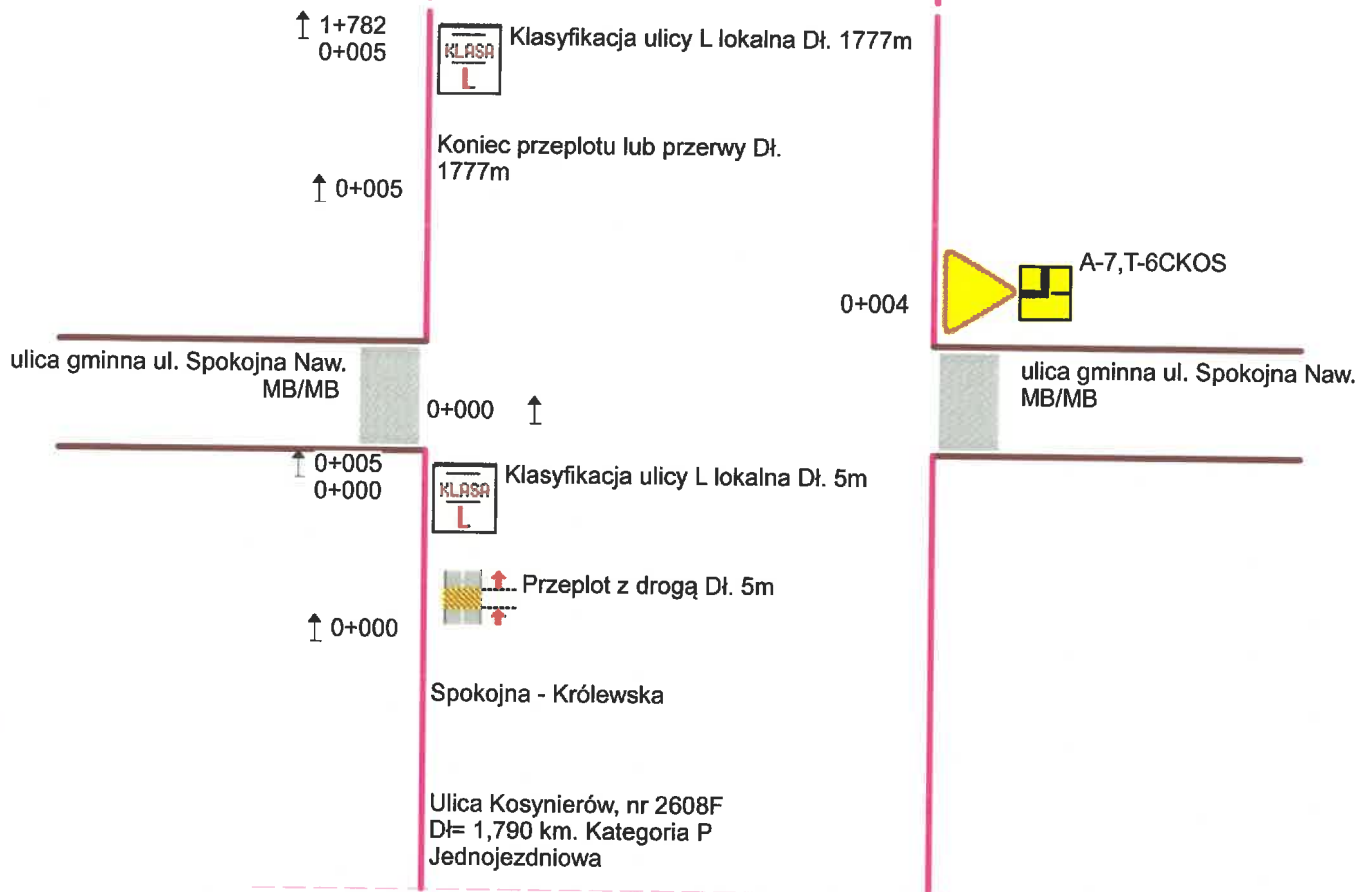 1+782
0+005
KLASA
L
Klasyfikacja ulicy L lokalna Dł. 1777m
Koniec przeplotu lub przerwy Dł.
1777m
0+005
A-7,T-6CKOS
0+004
ulica gminna ul. Spokojna Naw.
MB/MB
ulica gminna ul. Spokojna Naw.
MB/MB
0+000
0+005
0+000
KLASA
L
Klasyfikacja ulicy L lokalna Dł. 5m
Przeplot z drogą Dł. 5m
0+000
Spokojna - Królewska
Ulica Kosynierów, nr 2608F
Dł= 1,790 km. Kategoria P
Jednojezdniowa